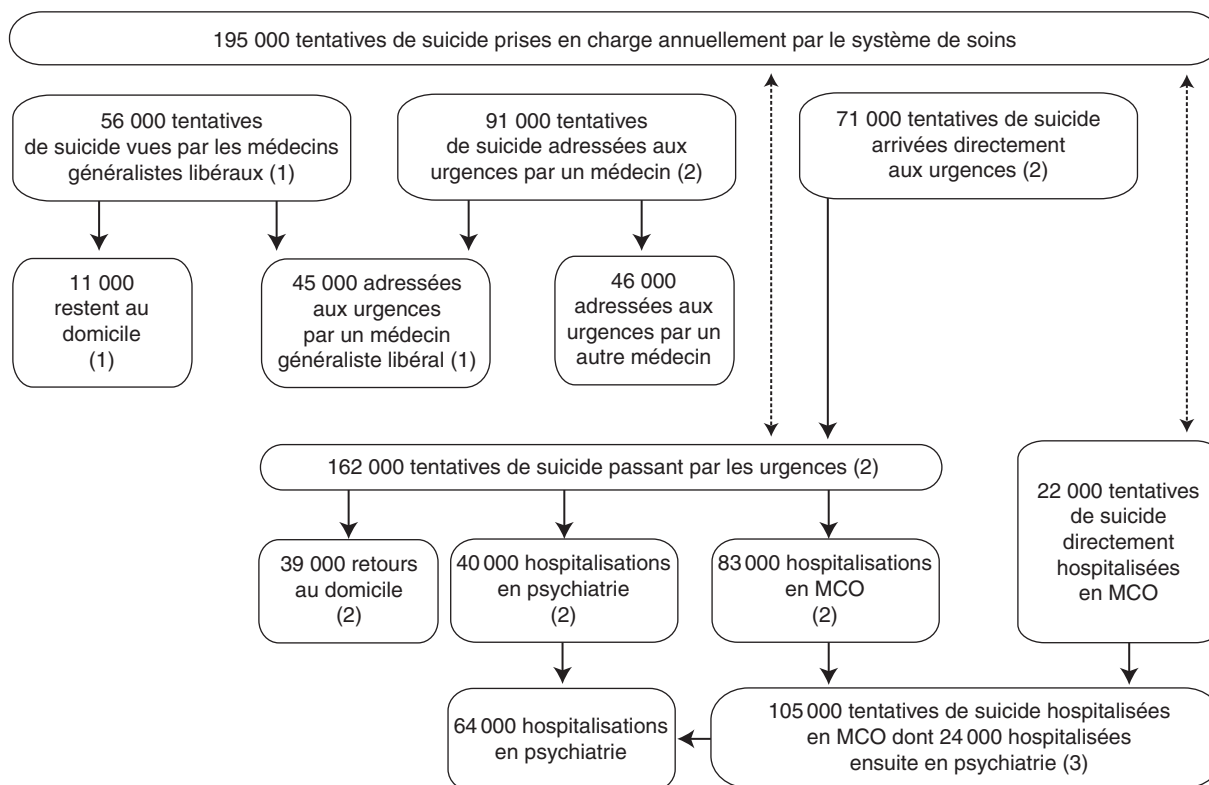 195 000 tentatives de suicide prises en charge annuellement par le système de soins
56 000 tentatives
de suicide vues par les médecins
généralistes libéraux (1)
91 000 tentatives
de suicide adressées aux
urgences par un médecin (2)
71 000 tentatives de suicide
arrivées directement
aux urgences (2)
11 000
restent au
domicile
(1)
45 000 adressées
aux urgences
par un médecin
généraliste libéral (1)
46 000
adressées aux
urgences par un
autre médecin
162 000 tentatives de suicide passant par les urgences (2)
22 000 tentatives
de suicide
directement
hospitalisées
en MCO
39 000 retours
au domicile
(2)
40 000 hospitalisations
en psychiatrie
(2)
83 000 hospitalisations
en MCO
(2)
64 000 hospitalisations
en psychiatrie
105 000 tentatives de suicide hospitalisées
en MCO dont 24 000 hospitalisées
ensuite en psychiatrie (3)